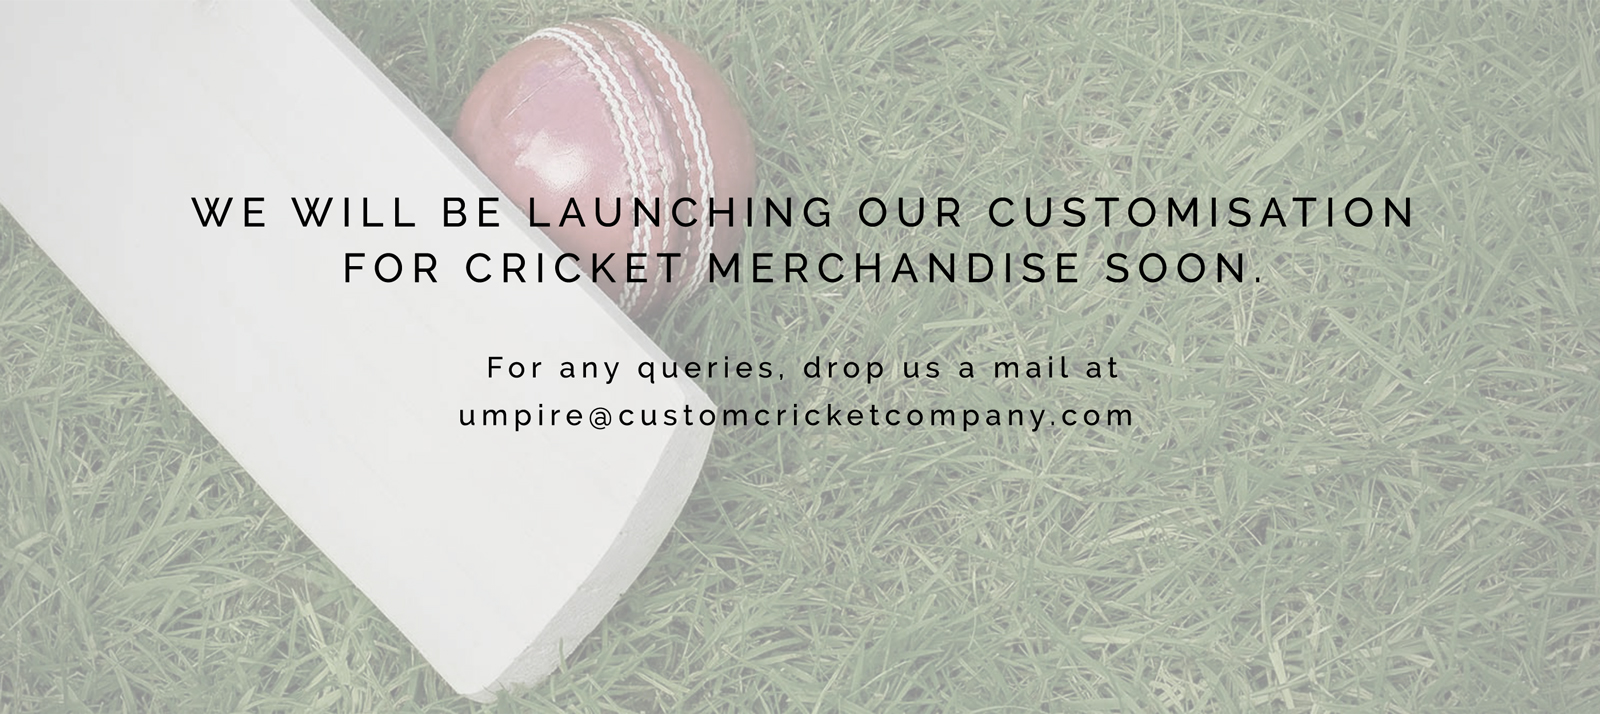 WE WILL BE LAUNCHING OUR CUSTOMISATION
FOR CRICKET MERCHANDISE SOON.
For any queries, drop us a mail at
umpire@customcricketcompany.com